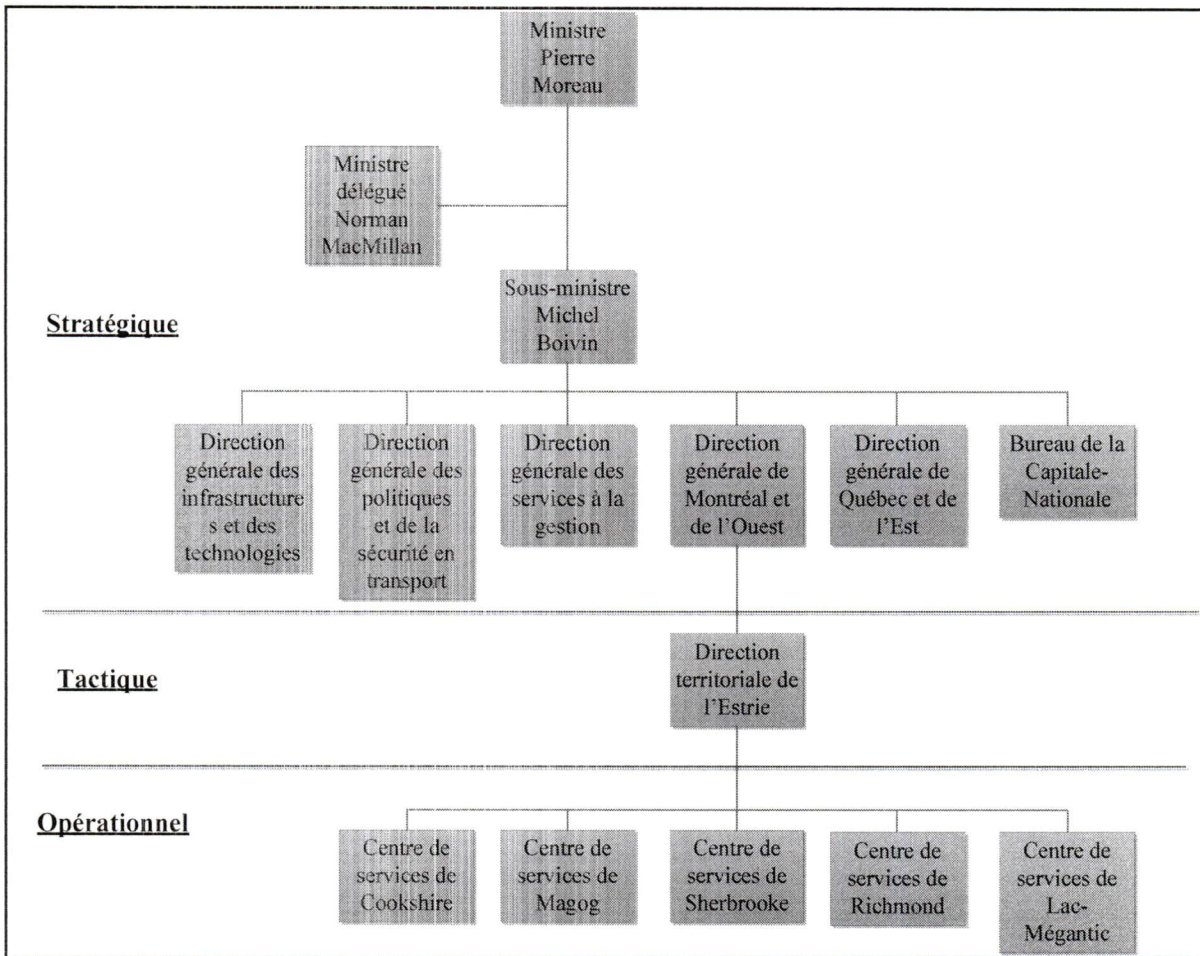 Ministre
Pierre
Moreau
Ministre
délégué
Norman
MacMillan
Sous-ministre
Michel
Boivin
Stratégique
Direction
générale des
infrastructure
s et des
technologies
Direction
générale des
politiques
et de la
sécurité en
transport
Direction
générale des
services à la
gestion
Direction
générale de
Montréal et
de l'Ouest
Direction
générale de
Québec et de
l'Est
Bureau de la
Capitale-
Nationale
Tactique
Direction
territoriale de
l'Estrie
Opérationnel
Centre de
services de
Cookshire
Centre de
services de
Magog
Centre de
services de
Sherbrooke
Centre de
services de
Richmond
Centre de
services de
Lac-
Mégantic